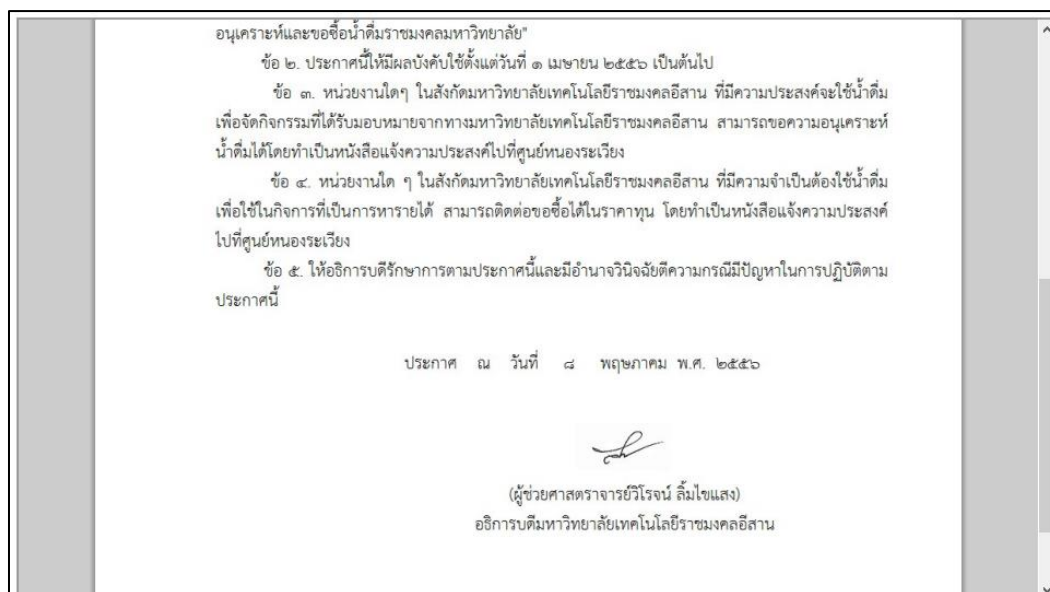 อนุเคราะห์และขอซื้อน้ำดื่มราชมงคลมหาวิทยาลัย"
ข้อ ๒. ประกาศนี้ให้มีผลบังคับใช้ตั้งแต่วันที่ ๑ เมษายน ๒๕๕๖ เป็นต้นไป
ข้อ ๓. หน่วยงานใดๆ ในสังกัดมหาวิทยาลัยเทคโนโลยีราชมงคลอีสาน ที่มีความประสงค์จะใช้น้ำดื่ม
เพื่อจัดกิจกรรมที่ได้รับมอบหมายจากทางมหาวิทยาลัยเทคโนโลยีราชมงคลอีสาน สามารถขอความอนุเคราะห์
น้ำดื่มได้โดยทำเป็นหนังสือแจ้งความประสงค์ไปที่ศูนย์หนองระเวียง
ข้อ ๔. หน่วยงานใด ๆ ในสังกัดมหาวิทยาลัยเทคโนโลยีราชมงคลอีสาน ที่มีความจำเป็นต้องใช้น้ำดื่ม
เพื่อใช้ในกิจการที่เป็นการหารายได้ สามารถติดต่อขอซื้อได้ในราคาทุน โดยทำเป็นหนังสือแจ้งความประสงค์
ไปที่ศูนย์หนองระเวียง
ข้อ ๕. ให้อธิการบดีรักษาการตามประกาศนี้และมีอำนาจวินิจฉัยตีความกรณีมีปัญหาในการปฏิบัติตาม
ประกาศนี้
ประกาศ ณ วันที่ ๘ พฤษภาคม พ.ศ. ๒๕๕๖
(ผู้ช่วยศาสตราจารย์วิโรจน์ ลิ้มไขแสง)
อธิการบดีมหาวิทยาลัยเทคโนโลยีราชมงคลอีสาน